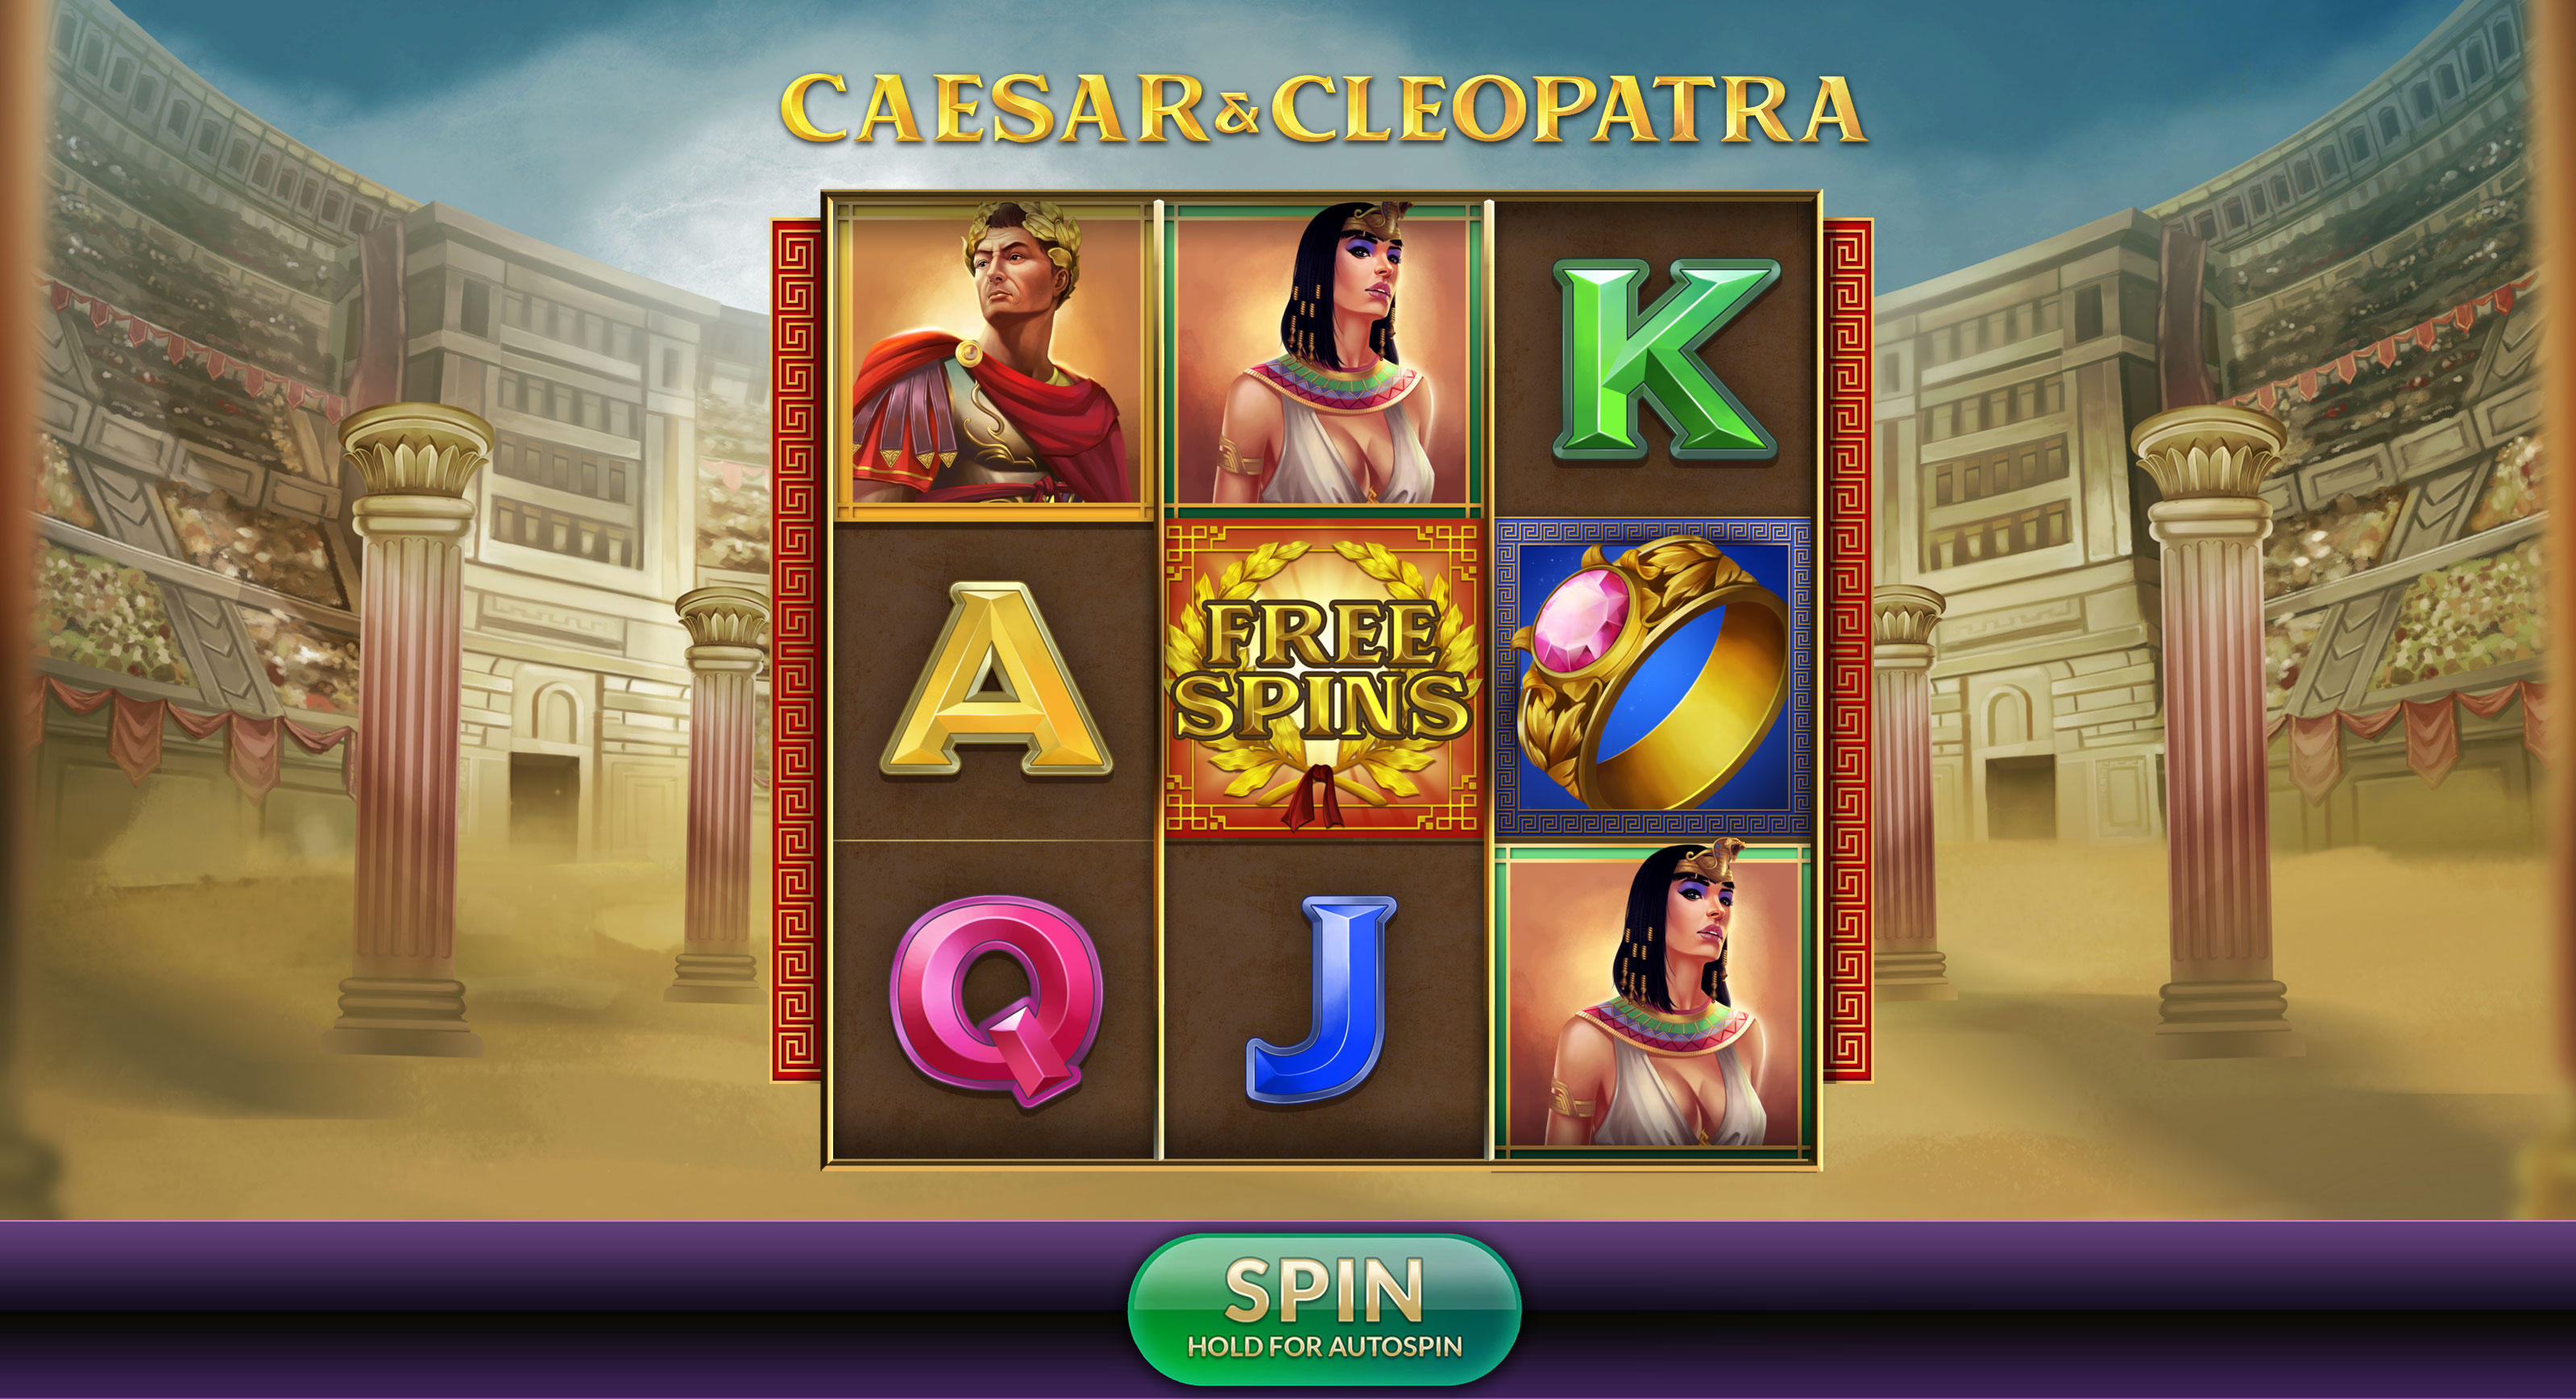 CAESAR & CLEOPATRA
K
A
FREE
SPINS
Q
J
SPIN
HOLD FOR AUTOSPIN